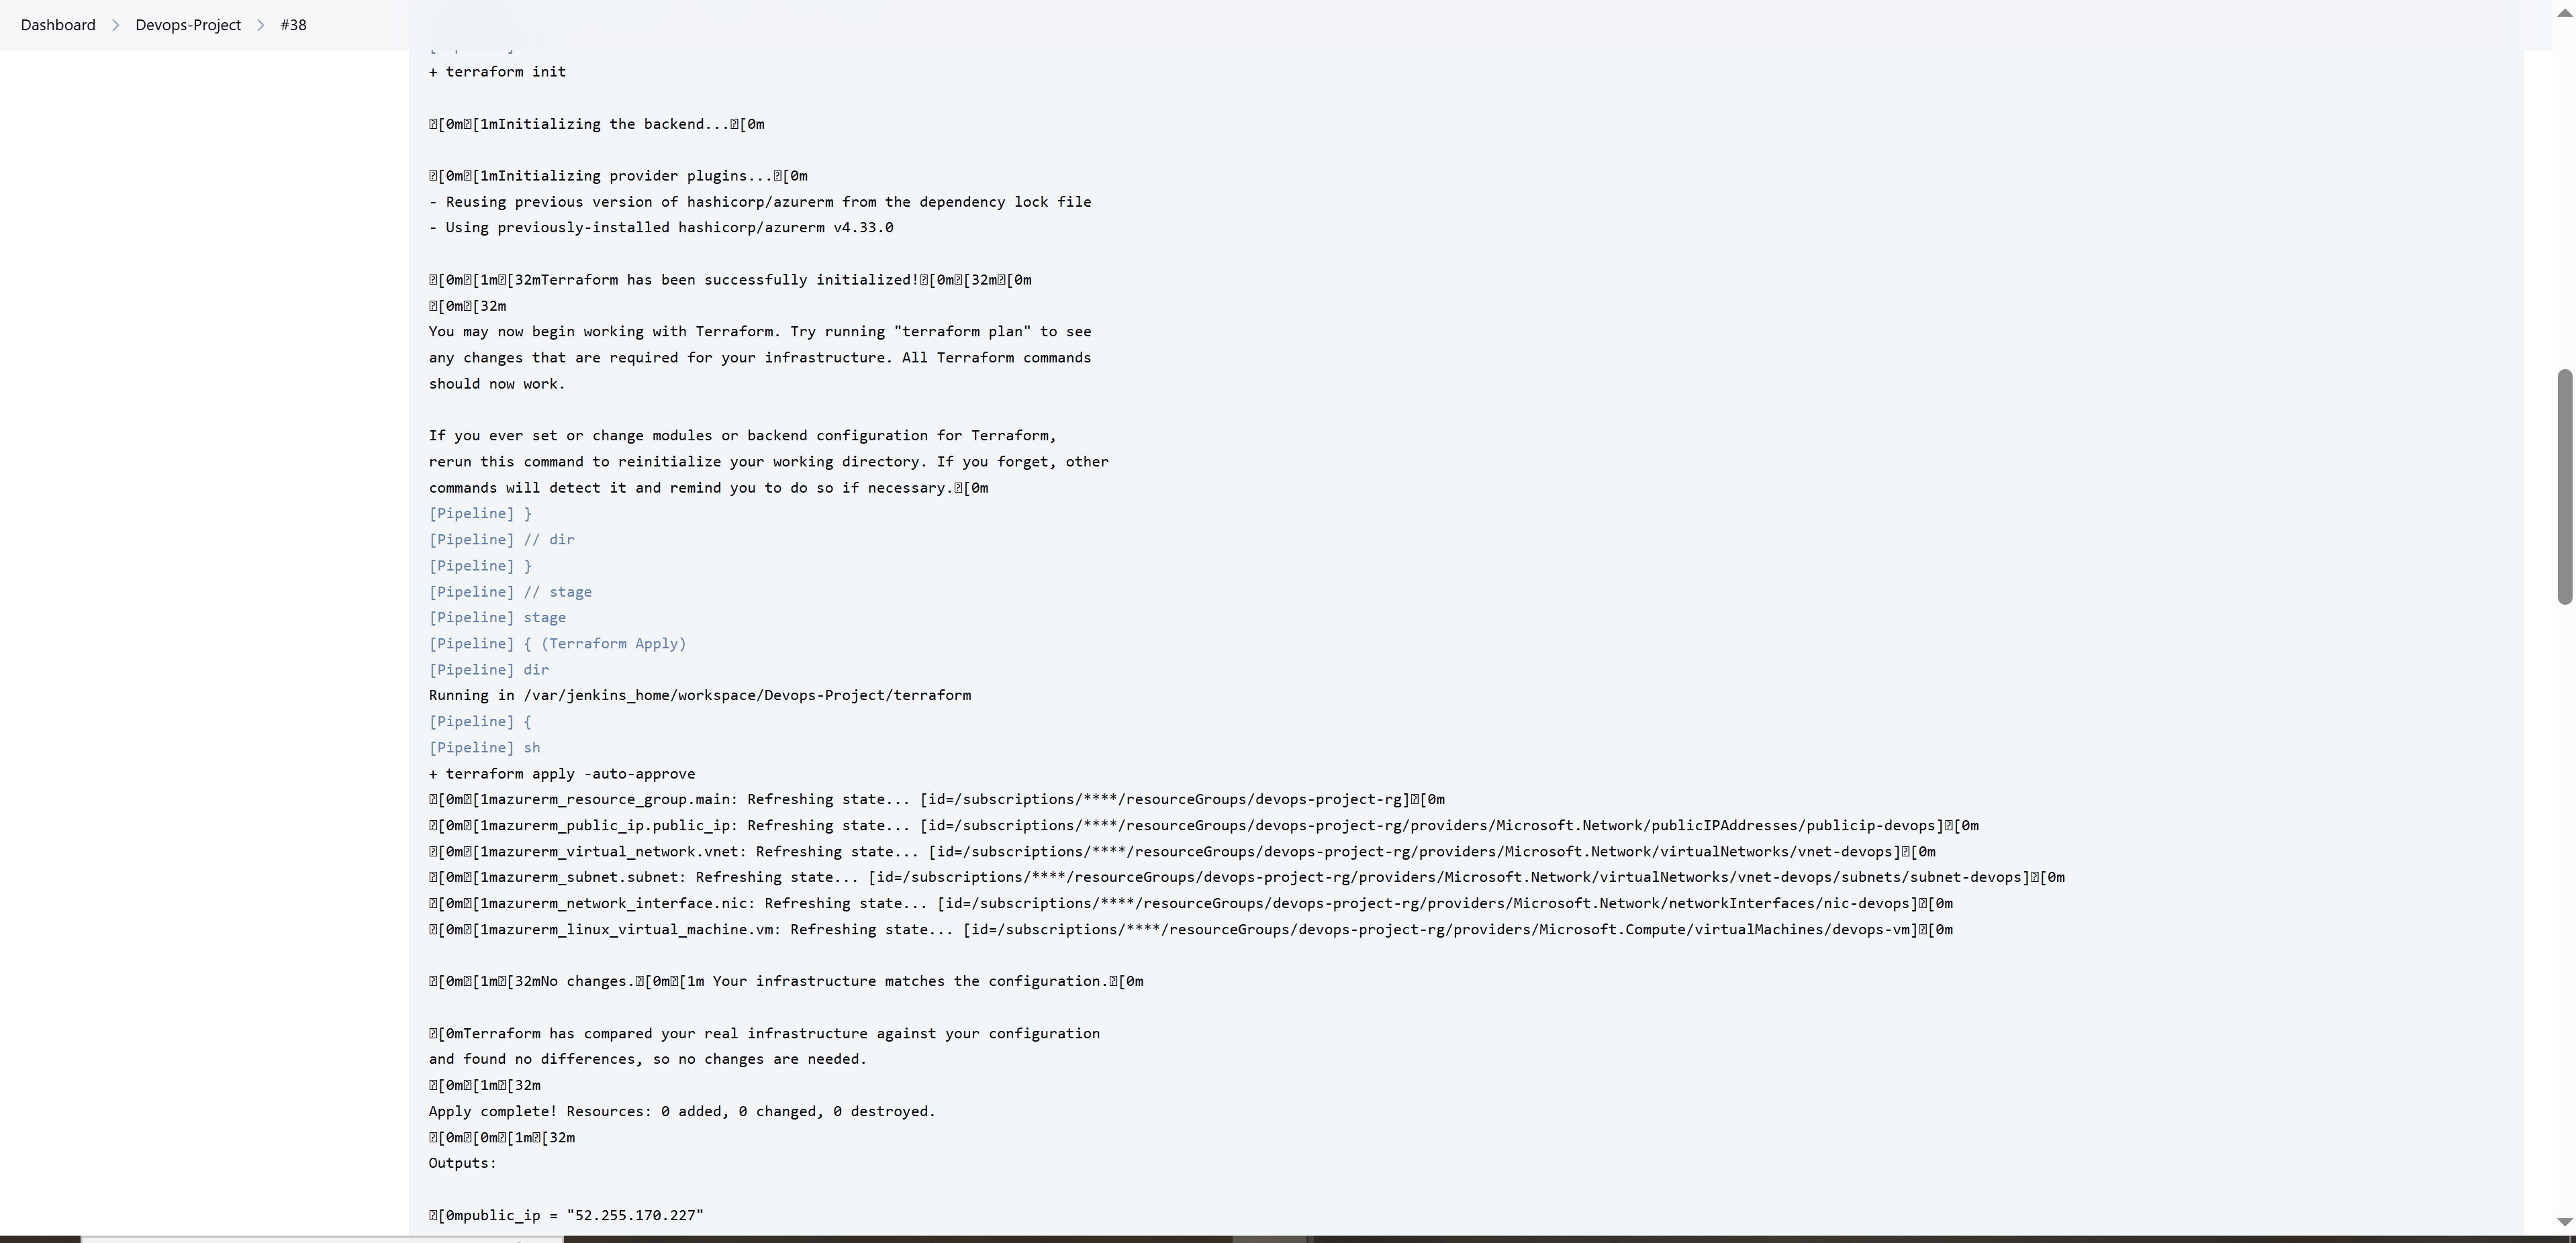 Dashboard > Devops-Project > #38
+ terraform init
[0m[1mInitializing the backend...[0m
[0m[1mInitializing provider plugins...[0m
- Reusing previous version of hashicorp/azurerm from the dependency lock file
- Using previously-installed hashicorp/azurerm v4.33.0
[0m[1m[32mTerraform has been successfully initialized![0m[32m[0m
[0m[32m
You may now begin working with Terraform. Try running "terraform plan" to see
any changes that are required for your infrastructure. All Terraform commands
should now work.
If you ever set or change modules or backend configuration for Terraform,
rerun this command to reinitialize your working directory. If you forget, other
commands will detect it and remind you to do so if necessary.[0m
[Pipeline] }
[Pipeline] // dir
[Pipeline] }
[Pipeline] // stage
[Pipeline] stage
[Pipeline] { (Terraform Apply)
[Pipeline] dir
Running in /var/jenkins_home/workspace/Devops-Project/terraform
[Pipeline] {
[Pipeline] sh
+ terraform apply -auto-approve
[0m[1mazurerm_resource_group.main: Refreshing state... [id=/subscriptions/****/resourceGroups/devops-project-rg][0m
[0m[1mazurerm_public_ip.public_ip: Refreshing state... [id=/subscriptions/****/resourceGroups/devops-project-rg/providers/Microsoft.Network/publicIPAddresses/publicip-devops][0m
[0m[1mazurerm_virtual_network.vnet: Refreshing state... [id=/subscriptions/****/resourceGroups/devops-project-rg/providers/Microsoft.Network/virtualNetworks/vnet-devops][0m
[0m[1mazurerm_subnet.subnet: Refreshing state... [id=/subscriptions/****/resourceGroups/devops-project-rg/providers/Microsoft.Network/virtualNetworks/vnet-devops/subnets/subnet-devops][0m
[0m[1mazurerm_network_interface.nic: Refreshing state... [id=/subscriptions/****/resourceGroups/devops-project-rg/providers/Microsoft.Network/networkInterfaces/nic-devops][0m
[0m[1mazurerm_linux_virtual_machine.vm: Refreshing state... [id=/subscriptions/****/resourceGroups/devops-project-rg/providers/Microsoft.Compute/virtualMachines/devops-vm][0m
[0m[1m[32mNo changes.[0m[1m Your infrastructure matches the configuration.[0m
[0mTerraform has compared your real infrastructure against your configuration
and found no differences, so no changes are needed.
[0m[1m[32m
Apply complete! Resources: 0 added, 0 changed, 0 destroyed.
[0m[0m[1m[32m
Outputs:
[0mpublic_ip = "52.255.170.227"